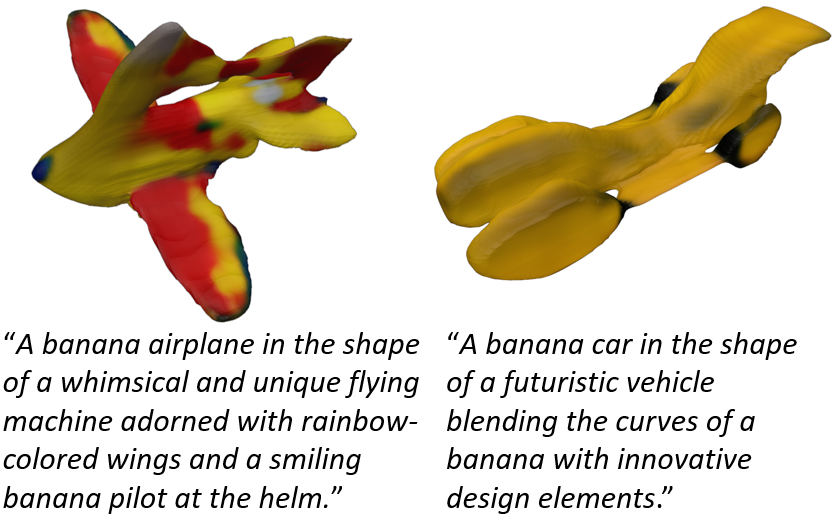 “A banana airplane in the shape
of a whimsical and unique flying
machine adorned with rainbow-
colored wings and a smiling
banana pilot at the helm.”
“A banana car in the shape
of a futuristic vehicle
blending the curves of a
banana with innovative
design elements.”